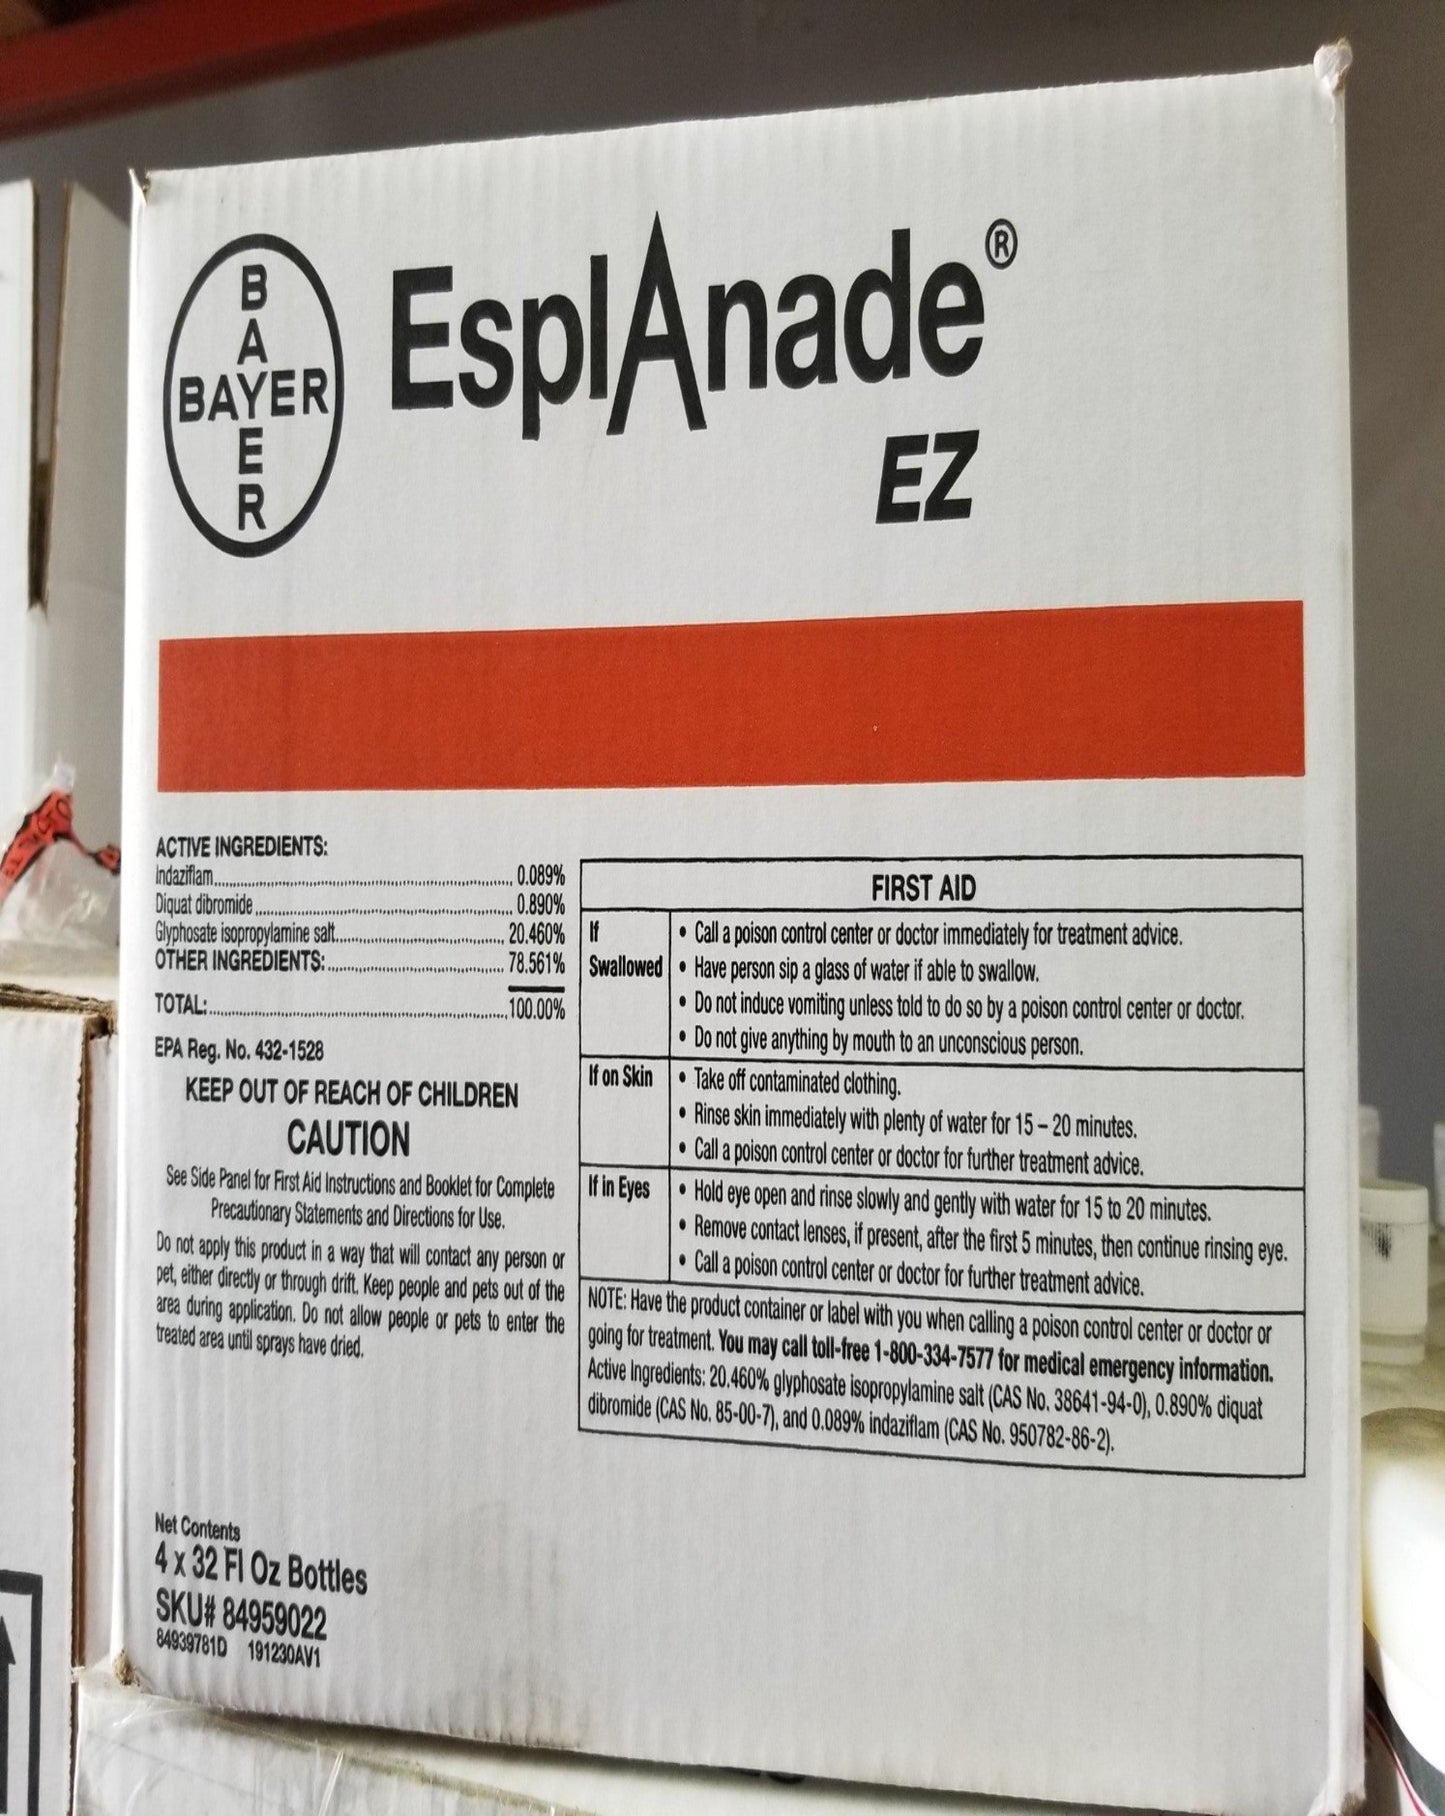 BAYER
BAYER
EsplAnade®
EZ
ACTIVE INGREDIENTS:
Indaziflam 0.089%
Diquat dibromide 0.890%
Glyphosate isopropylamine salt 20.460%
OTHER INGREDIENTS: 78.561%
TOTAL: 100.00%
EPA Reg. No. 432-1528
KEEP OUT OF REACH OF CHILDREN
CAUTION
See Side Panel for First Aid Instructions and Booklet for Complete
Precautionary Statements and Directions for Use.
Do not apply this product in a way that will contact any person or
pet, either directly or through drift. Keep people and pets out of the
area during application. Do not allow people or pets to enter the
treated area until sprays have dried.
FIRST AID
If
Swallowed
• Call a poison control center or doctor immediately for treatment advice.
• Have person sip a glass of water if able to swallow.
• Do not induce vomiting unless told to do so by a poison control center or doctor.
• Do not give anything by mouth to an unconscious person.
If on Skin
• Take off contaminated clothing.
• Rinse skin immediately with plenty of water for 15 – 20 minutes.
• Call a poison control center or doctor for further treatment advice.
If in Eyes
• Hold eye open and rinse slowly and gently with water for 15 to 20 minutes.
• Remove contact lenses, if present, after the first 5 minutes, then continue rinsing eye.
• Call a poison control center or doctor for further treatment advice.
NOTE: Have the product container or label with you when calling a poison control center or doctor or
going for treatment. You may call toll-free 1-800-334-7577 for medical emergency information.
Active Ingredients: 20.460% glyphosate isopropylamine salt (CAS No. 38641-94-0), 0.890% diquat
dibromide (CAS No. 85-00-7), and 0.089% indaziflam (CAS No. 950782-86-2).
Net Contents
4 x 32 Fl Oz Bottles
SKU# 84959022
84939781D 191230AV1